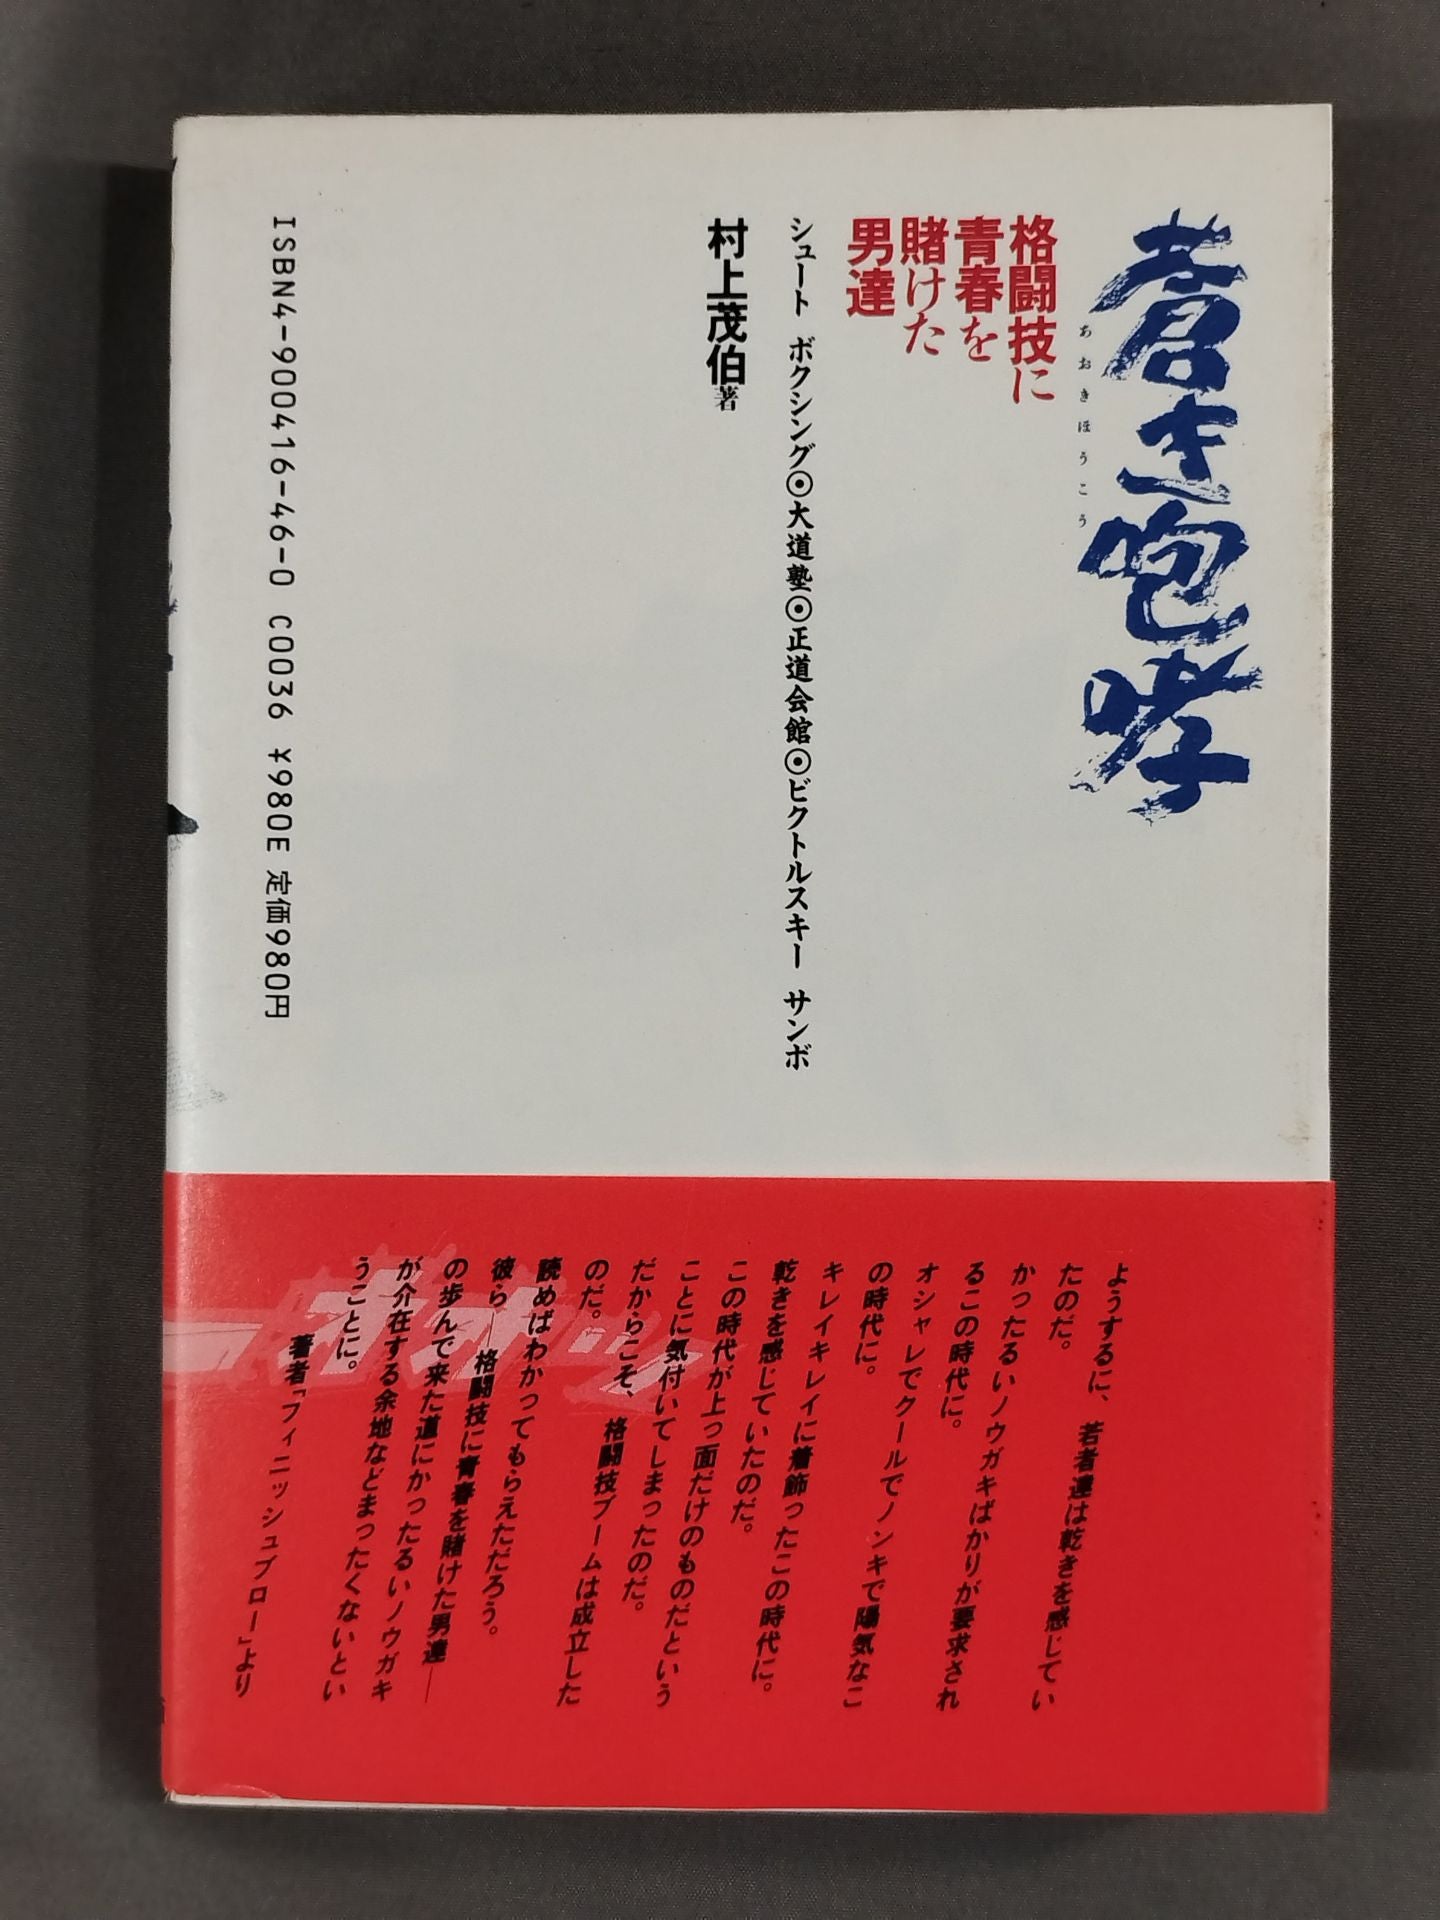 蒼き咆哮
あおきほうこう
格闘技に
青春を
賭けた
男達
シュート ボクシング◉大道塾◉正道会館◉ビクトルスキー サンボ
村上茂伯著
ISBN4-900416-46-0 C0036 ¥980E 定価980円
ようするに、若者達は乾きを感じてい
たのだ。
かったるいノウガキばかりが要求され
るこの時代に。
オシャレでクールでノンキで陽気なこ
の時代に。
キレイキレイに着飾ったこの時代に。
乾きを感じていたのだ。
この時代が上っ面だけのものだという
ことに気付いてしまったのだ。
だからこそ、格闘技ブームは成立した
のだ。
読めばわかってもらえただろう。
彼ら──格闘技に青春を賭けた男達──
の歩んで来た道にかったるいノウガキ
が介在する余地などまったくないとい
うことに。
著者「フィニッシュブロー」より